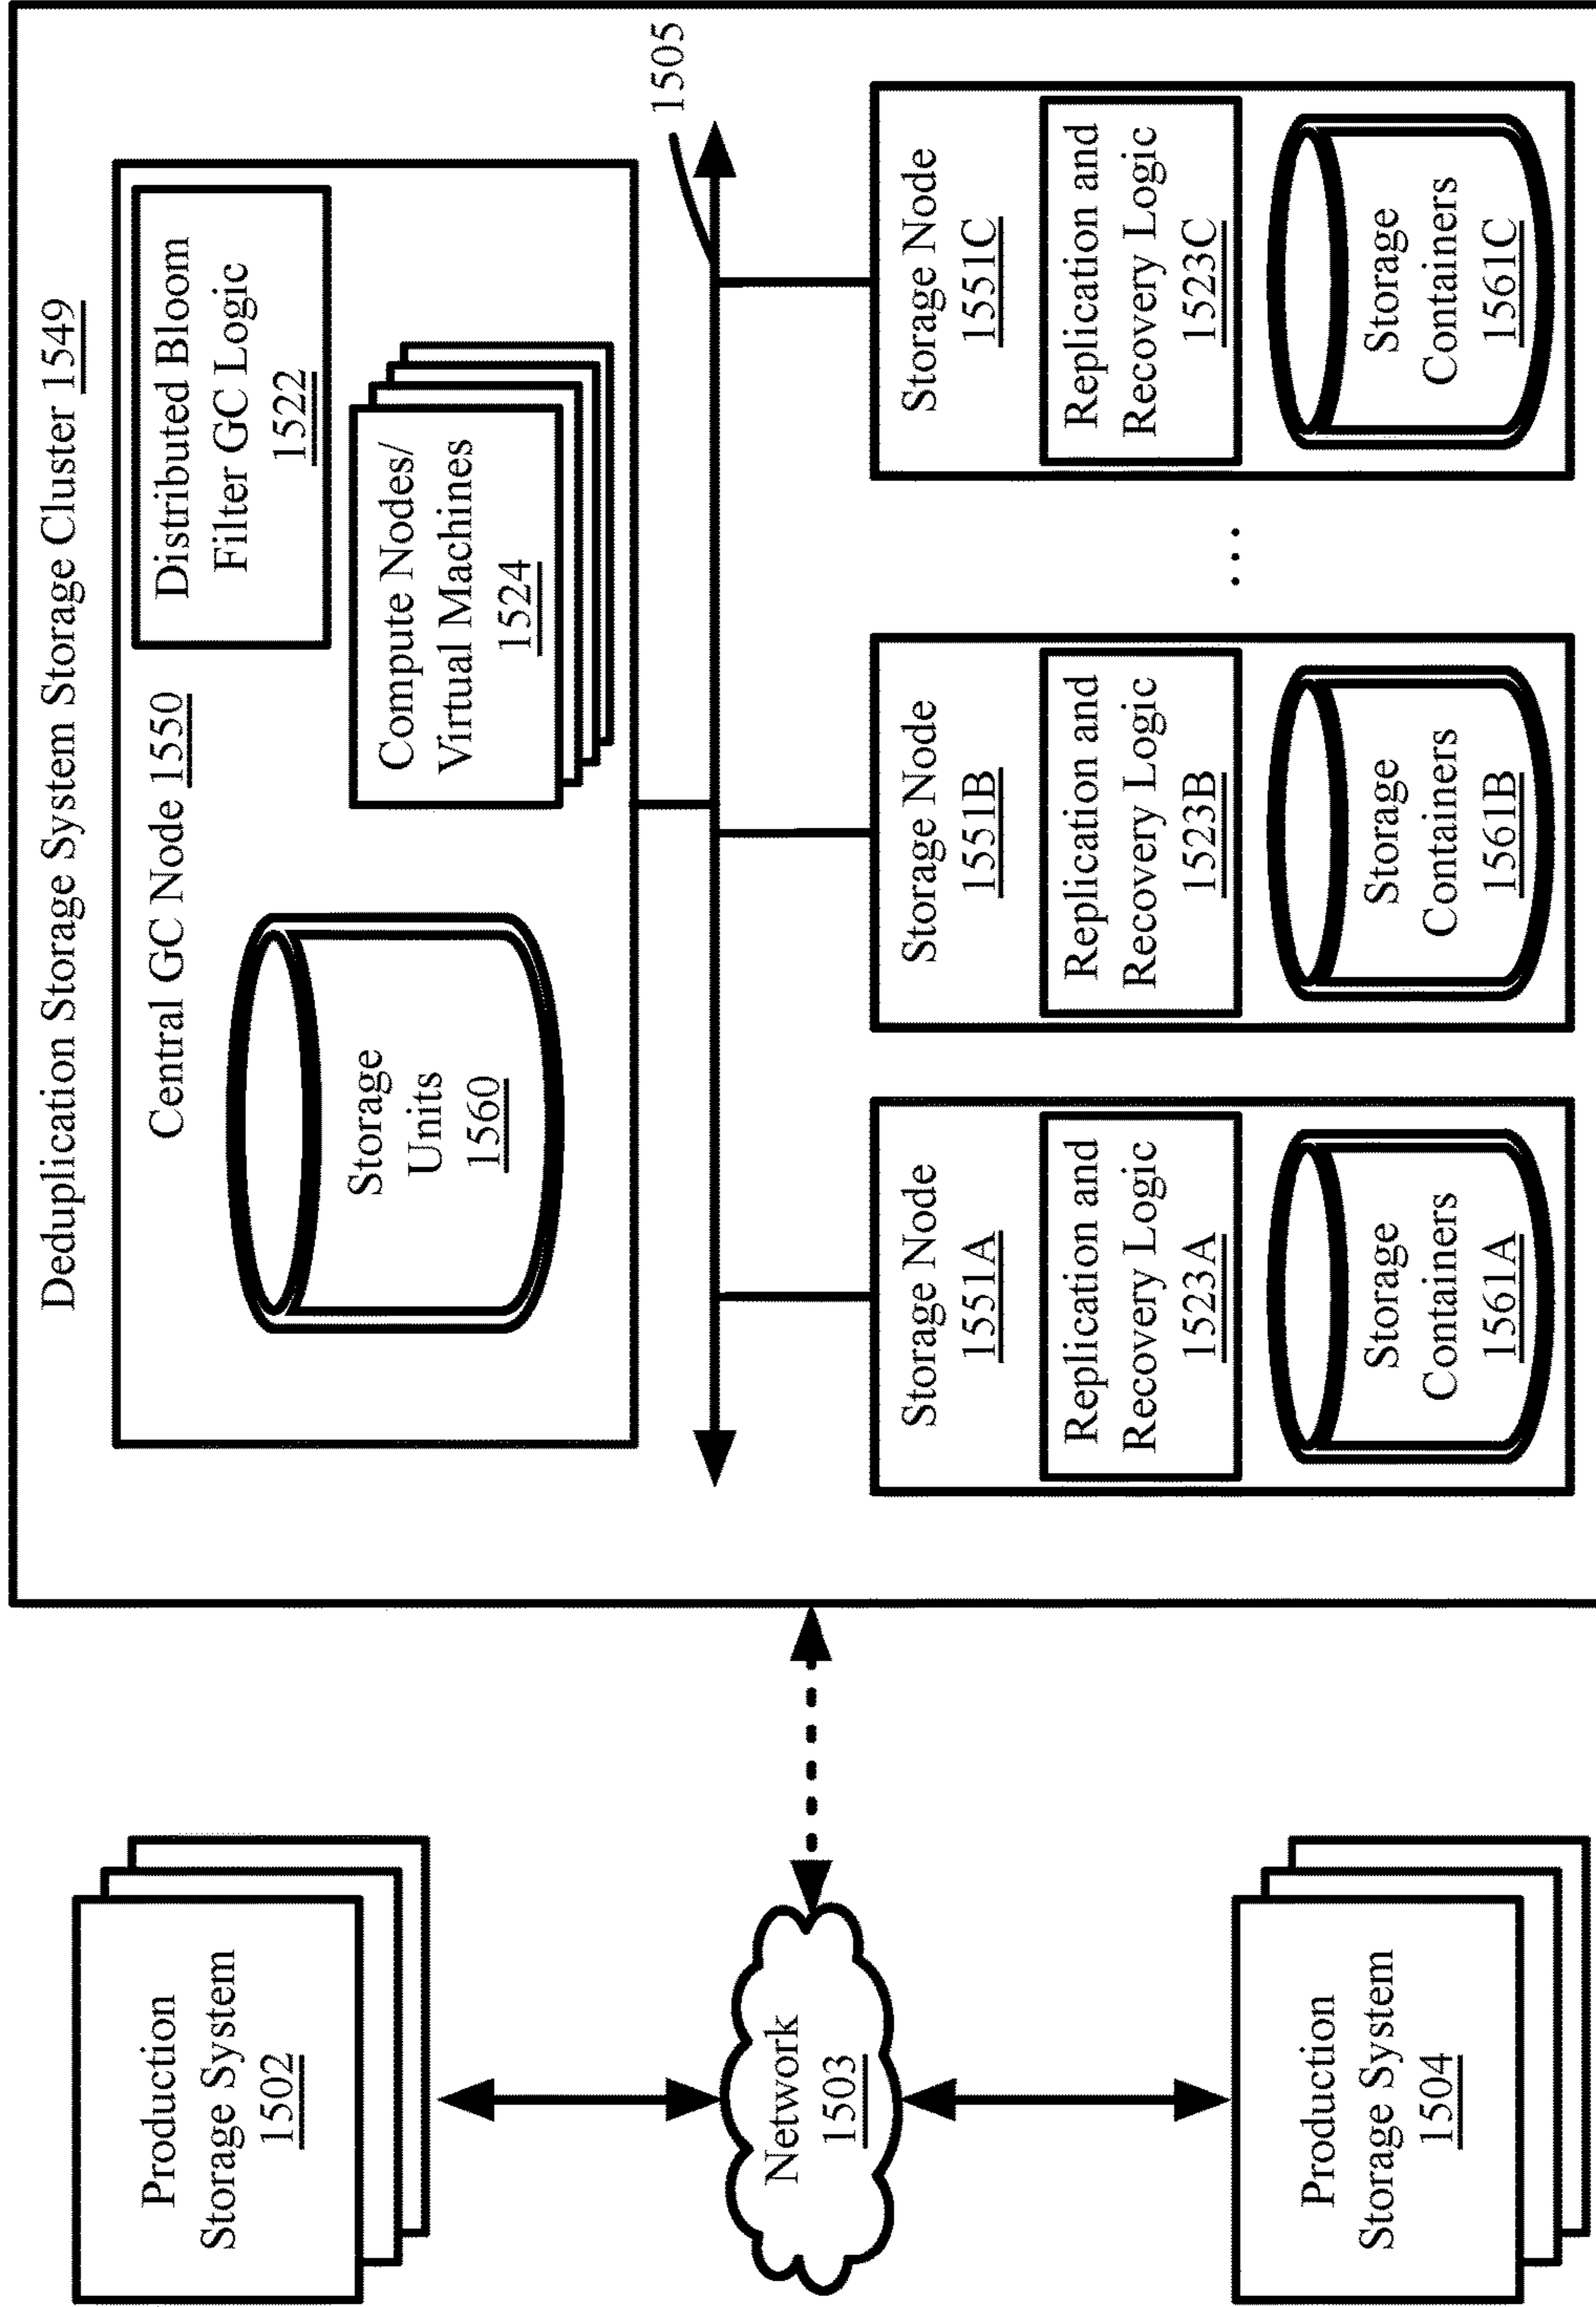 Production
Storage System
1502
Network
1503
Production
Storage System
1504
Deduplication Storage System Storage Cluster 1549
Central GC Node 1550
Storage
Units
1560
Distributed Bloom
Filter GC Logic
1522
Compute Nodes/
Virtual Machines
1524
1505
Storage Node
1551A
Replication and
Recovery Logic
1523A
Storage
Containers
1561A
Storage Node
1551B
Replication and
Recovery Logic
1523B
Storage
Containers
1561B
...
Storage Node
1551C
Replication and
Recovery Logic
1523C
Storage
Containers
1561C